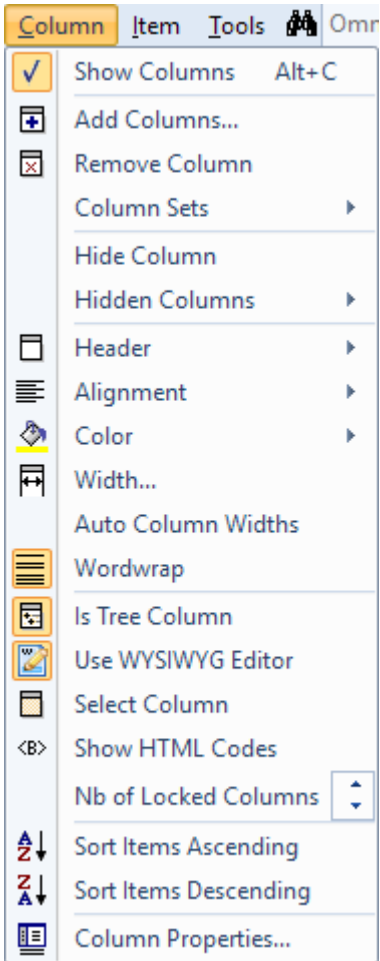 Column Item Tools Omn
Show Columns Alt+C
Add Columns...
Remove Column
Column Sets
Hide Column
Hidden Columns
Header
Alignment
Color
Width...
Auto Column Widths
Wordwrap
Is Tree Column
Use WYSIWYG Editor
Select Column
<B> Show HTML Codes
Nb of Locked Columns
A Z Sort Items Ascending
Z A Sort Items Descending
Column Properties...